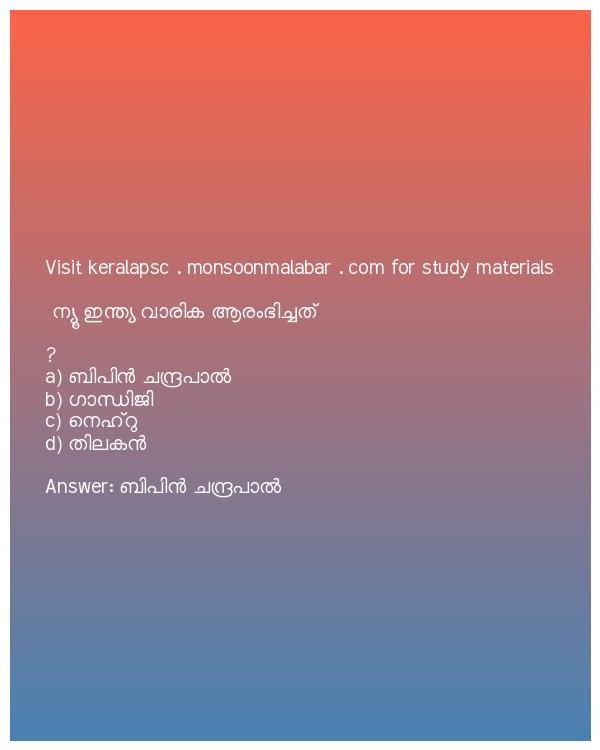 Visit keralapsc . monsoonmalabar . com for study materials
ന്യൂ ഇന്ത്യ വാരിക ആരംഭിച്ചത്
?
a) ബിപിൻ ചന്ദ്രപാൽ
b) ഗാന്ധിജി
c) നെഹ്റു
d) തിലകൻ
Answer: ബിപിൻ ചന്ദ്രപാൽ